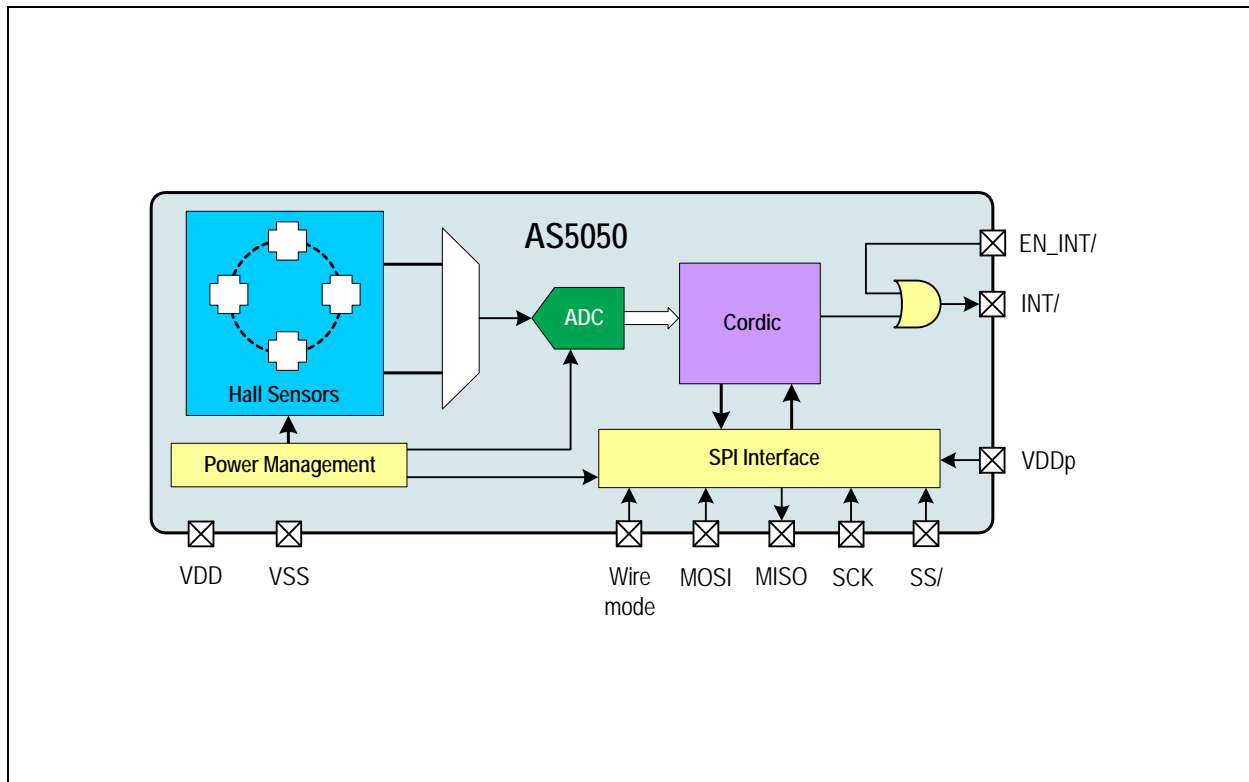 AS5050
EN_INT/
INT/
ADC
Cordic
Hall Sensors
Power Management
SPI Interface
VDDp
VDD
VSS
Wire
mode
MOSI
MISO
SCK
SS/